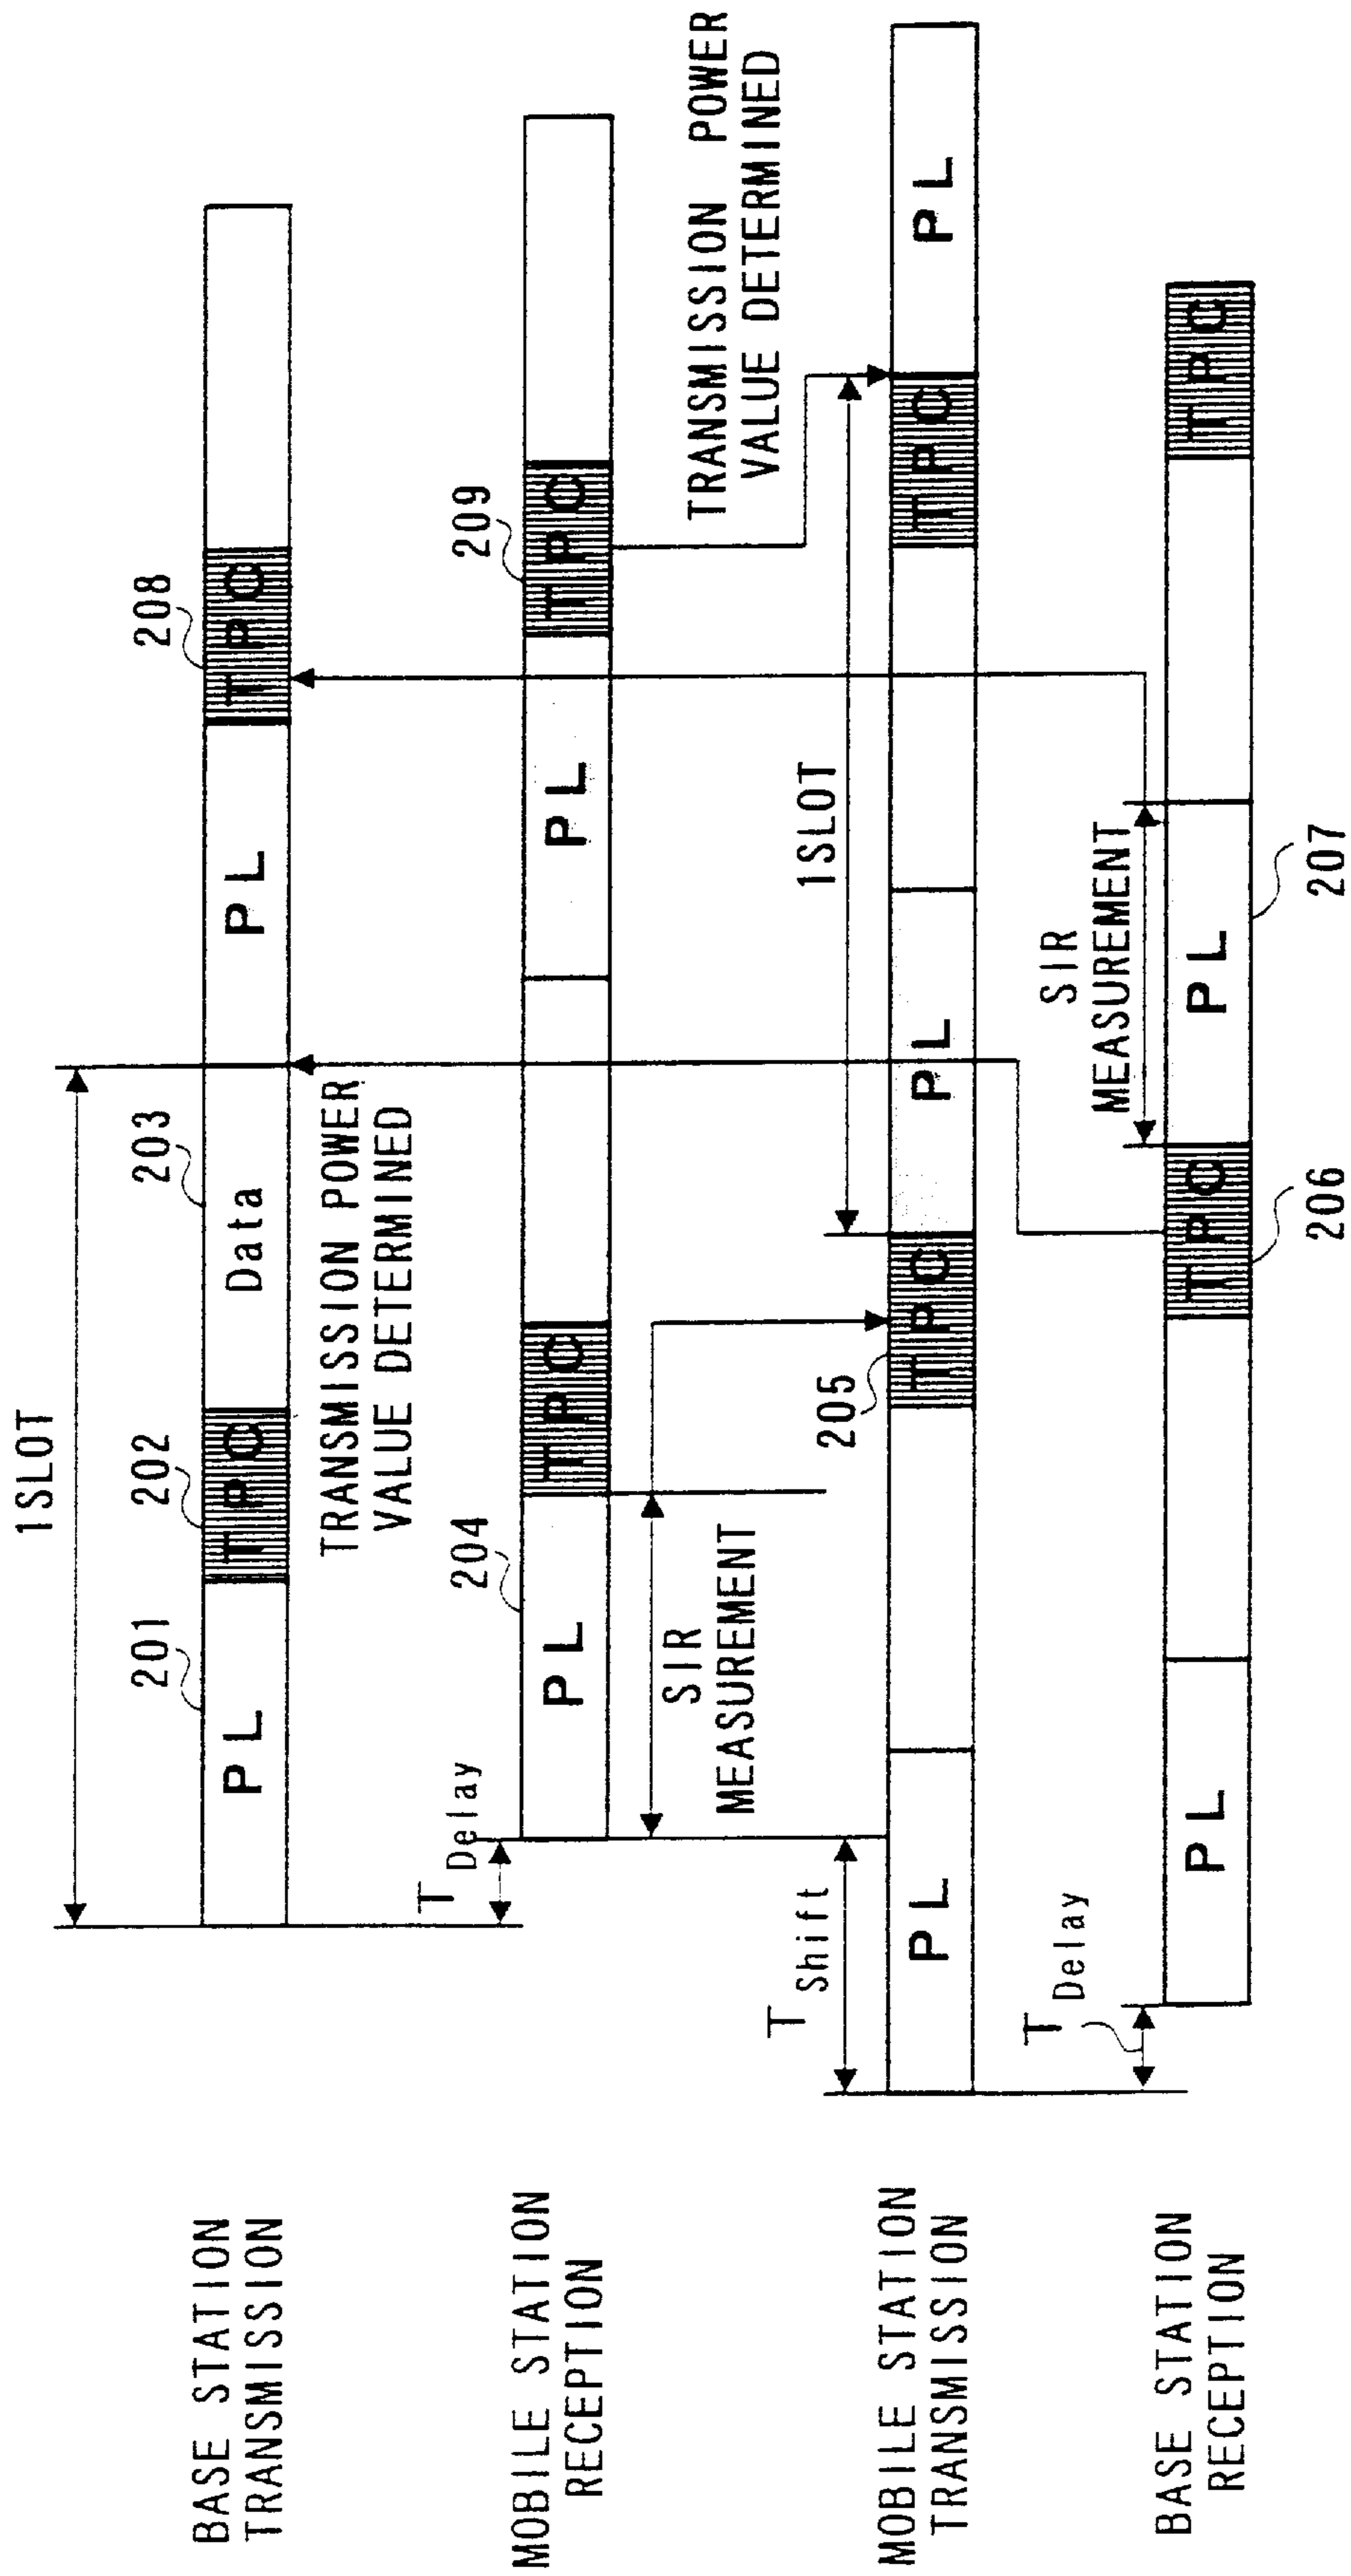 1SLOT
201
202
203
208
BASE STATION
TRANSMISSION
PL
TPC
Data
PL
TPC
TRANSMISSION POWER
VALUE DETERMINED
T Delay
204
209
MOBILE STATION
RECEPTION
PL
TPC
PL
TPC
SIR
MEASUREMENT
TRANSMISSION POWER
VALUE DETERMINED
T Shift
205
1SLOT
MOBILE STATION
TRANSMISSION
PL
TPC
PL
TPC
PL
T Delay
SIR
MEASUREMENT
BASE STATION
RECEPTION
PL
TPC
PL
TPC
206
207